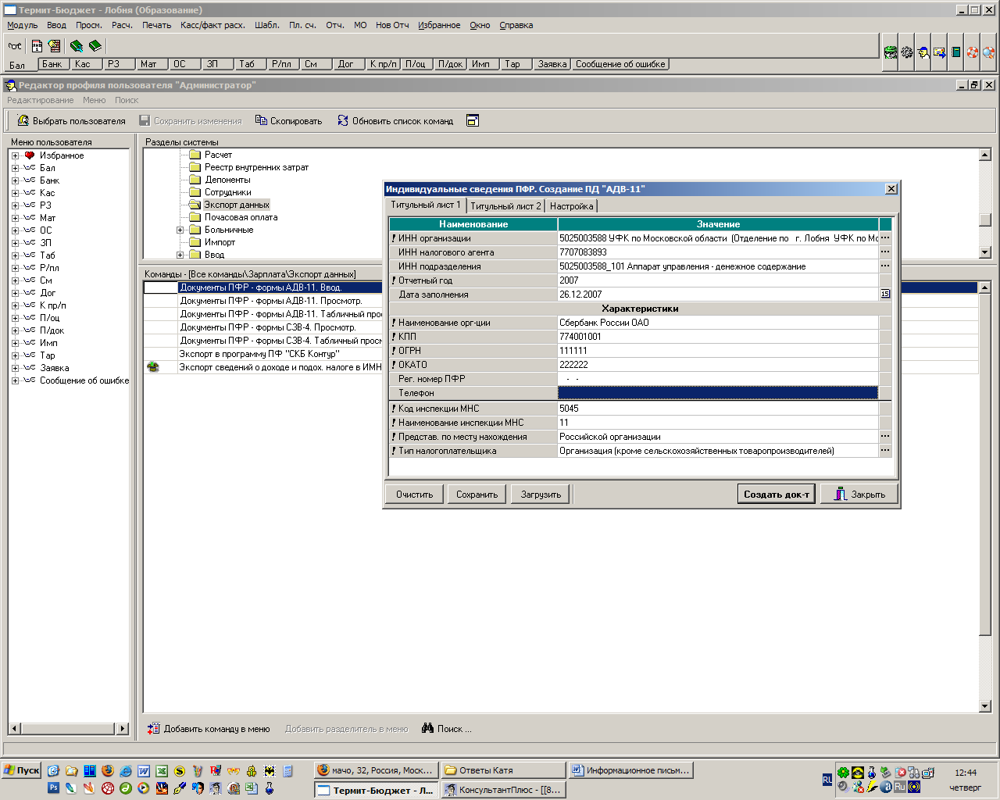 Термит-Бюджет - Лобня (Образование)
Модуль Ввод Просм. Расч. Печать Касс/факт расх. Шабл. Пл. сч. Отч. МО Нов Отч Избранное Окно Справка
Бал Банк Кас РЗ Мат ОС ЗП Таб Р/пл См Дог К пр/п П/оц П/док Имп Тар Заявка Сообщение об ошибке
Редактор профиля пользователя "Администратор"
Редактирование Меню Поиск
Выбрать пользователя Сохранить изменения Скопировать Обновить список команд
Меню пользователя
Избранное
Бал
Банк
Кас
РЗ
Мат
ОС
ЗП
Таб
Р/пл
См
Дог
К пр/п
П/оц
П/док
Имп
Тар
Заявка
Сообщение об ошибке
Разделы системы
Расчет
Реестр внутренних затрат
Депоненты
Сотрудники
Экспорт данных
Почасовая оплата
Больничные
Импорт
Ввод
Команды - [Все команды\Зарплата\Экспорт данных]
Документы ПФР - формы АДВ-11. Ввод.
Документы ПФР - формы АДВ-11. Просмотр.
Документы ПФР - формы АДВ-11. Табличный прос
Документы ПФР - формы СЗВ-4. Просмотр.
Документы ПФР - формы СЗВ-4. Табличный просм
Экспорт в программу ПФ "СКБ Контур"
Экспорт сведений о доходе и подох. налоге в ИМН
Индивидуальные сведения ПФР. Создание ПД "АДВ-11"
Титульный лист 1 Титульный лист 2 Настройка
Наименование Значение
! ИНН организации 5025003588 УФК по Московской области (Отделение по г. Лобня УФК по Мо ...
ИНН налогового агента 7707083893 ...
ИНН подразделения 5025003588_101 Аппарат управления - денежное содержание ...
! Отчетный год 2007
Дата заполнения 26.12.2007 15
Характеристики
! Наименование орг-ции Сбербанк России ОАО
! КПП 774001001
! ОГРН 111111
! ОКАТО 222222
Рег. номер ПФР - -
Телефон
! Код инспекции МНС 5045
! Наименование инспекции МНС 11
! Представ. по месту нахождения Российской организации ...
! Тип налогоплательщика Организация (кроме сельскохозяйственных товаропроизводителей) ...
Очистить Сохранить Загрузить Создать док-т Закрыть
Добавить команду в меню Добавить разделитель в меню Поиск ...
Пуск мачо, 32, Россия, Моск... Ответы Катя Информационное письм... RL 12:44
Термит-Бюджет - Л... КонсультантПлюс - [[8... Ru четверг